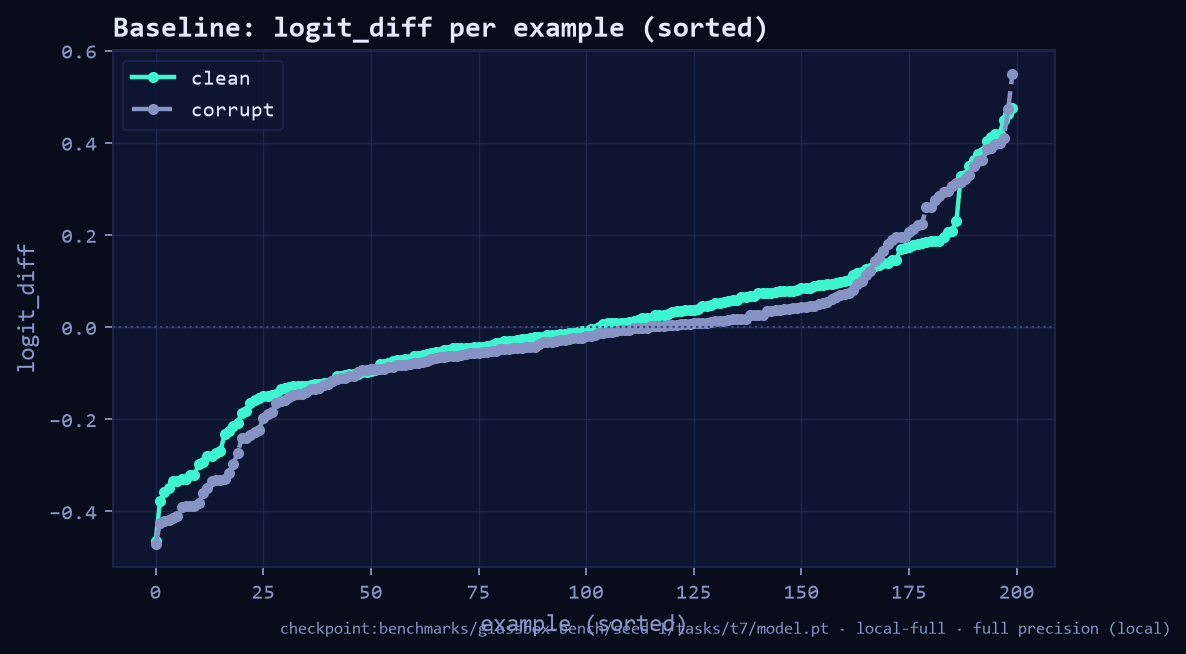 Baseline: logit_diff per example (sorted)
clean
corrupt
0.6
0.4
0.2
0.0
−0.2
−0.4
logit_diff
0
25
50
75
100
125
150
175
200
example (sorted)
checkpoint:benchmarks/glassbox-bench/seed-1/tasks/t7/model.pt · local-full · full precision (local)